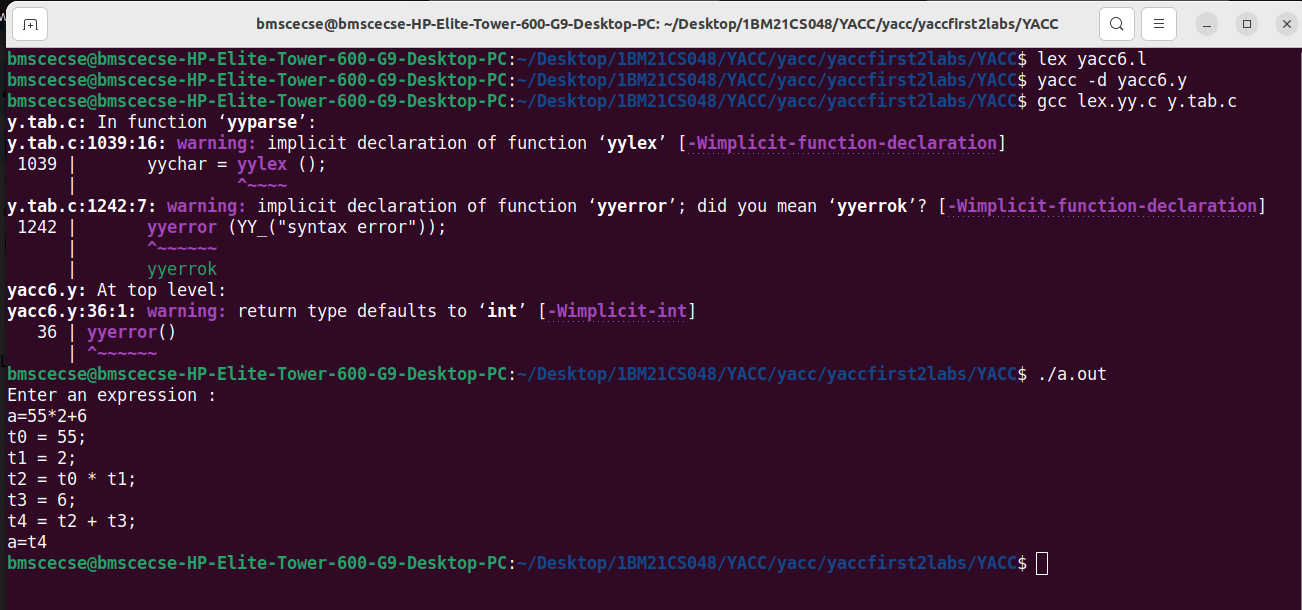 bmscecse@bmscecse-HP-Elite-Tower-600-G9-Desktop-PC: ~/Desktop/1BM21CS048/YACC/yacc/yaccfirst2labs/YACC
bmscecse@bmscecse-HP-Elite-Tower-600-G9-Desktop-PC:~/Desktop/1BM21CS048/YACC/yacc/yaccfirst2labs/YACC$ lex yacc6.l
bmscecse@bmscecse-HP-Elite-Tower-600-G9-Desktop-PC:~/Desktop/1BM21CS048/YACC/yacc/yaccfirst2labs/YACC$ yacc -d yacc6.y
bmscecse@bmscecse-HP-Elite-Tower-600-G9-Desktop-PC:~/Desktop/1BM21CS048/YACC/yacc/yaccfirst2labs/YACC$ gcc lex.yy.c y.tab.c
y.tab.c: In function ‘yyparse’:
y.tab.c:1039:16: warning: implicit declaration of function ‘yylex’ [-Wimplicit-function-declaration]
 1039 |       yychar = yylex ();
      |                ^~~~~
y.tab.c:1242:7: warning: implicit declaration of function ‘yyerror’; did you mean ‘yyerrok’? [-Wimplicit-function-declaration]
 1242 |       yyerror (YY_("syntax error"));
      |       ^~~~~~~
      |       yyerrok
yacc6.y: At top level:
yacc6.y:36:1: warning: return type defaults to ‘int’ [-Wimplicit-int]
   36 | yyerror()
      | ^~~~~~~
bmscecse@bmscecse-HP-Elite-Tower-600-G9-Desktop-PC:~/Desktop/1BM21CS048/YACC/yacc/yaccfirst2labs/YACC$ ./a.out
Enter an expression :
a=55*2+6
t0 = 55;
t1 = 2;
t2 = t0 * t1;
t3 = 6;
t4 = t2 + t3;
a=t4
bmscecse@bmscecse-HP-Elite-Tower-600-G9-Desktop-PC:~/Desktop/1BM21CS048/YACC/yacc/yaccfirst2labs/YACC$